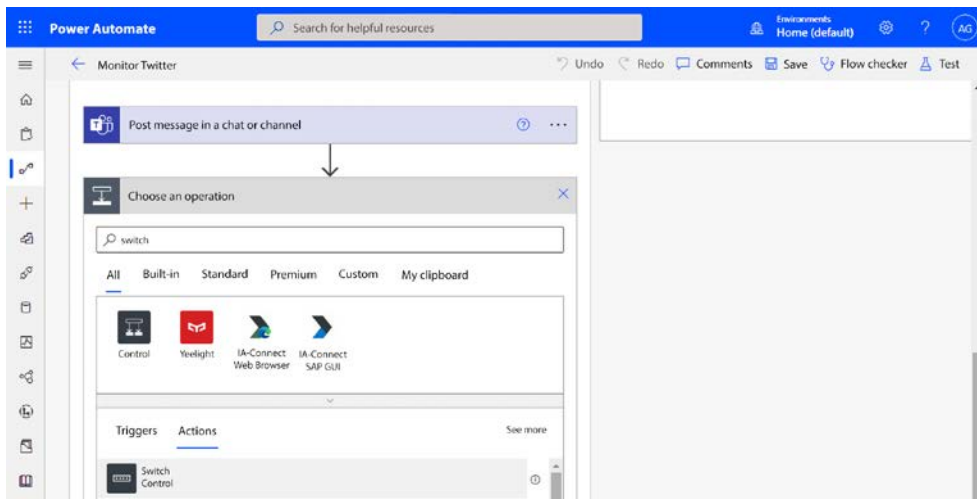 Power Automate
Search for helpful resources
Environments
Home (default)
AG
Monitor Twitter
Undo Redo Comments Save Flow checker Test
Post message in a chat or channel
Choose an operation
switch
All Built-in Standard Premium Custom My clipboard
Control Yeelight IA-Connect IA-Connect
Web Browser SAP GUI
Triggers Actions See more
Switch
Control